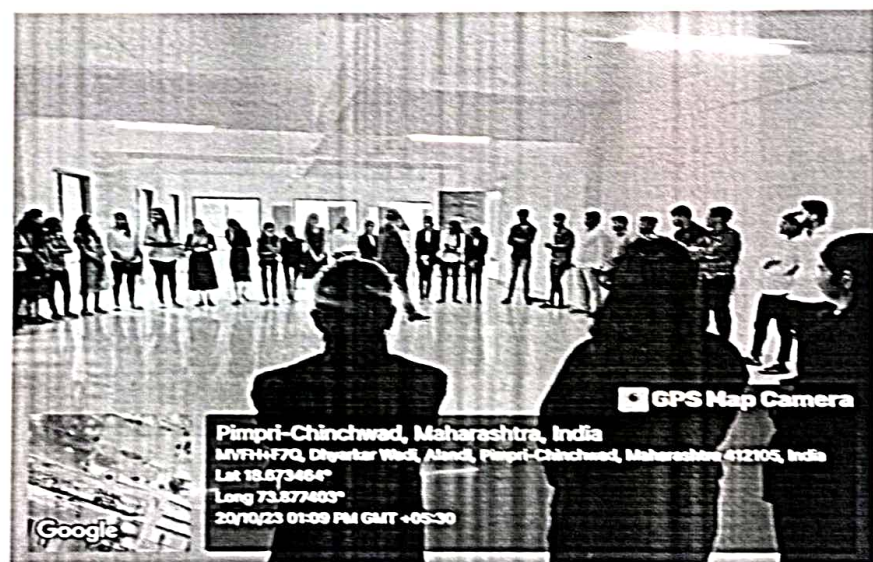 GPS Map Camera
Pimpri-Chinchwad, Maharashtra, India
MVFH+F7Q, Dhyarkar Wadi, Alandi, Pimpri-Chinchwad, Maharashtra 412105, India
Lat 18.673464°
Long 73.877403°
20/10/23 01:09 PM GMT +05:30
Google